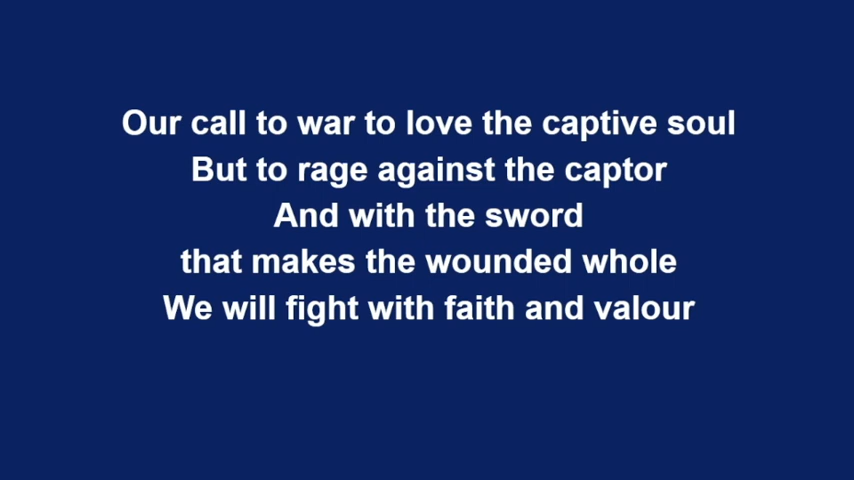 Our call to war to love the captive soul
But to rage against the captor
And with the sword
that makes the wounded whole
We will fight with faith and valour